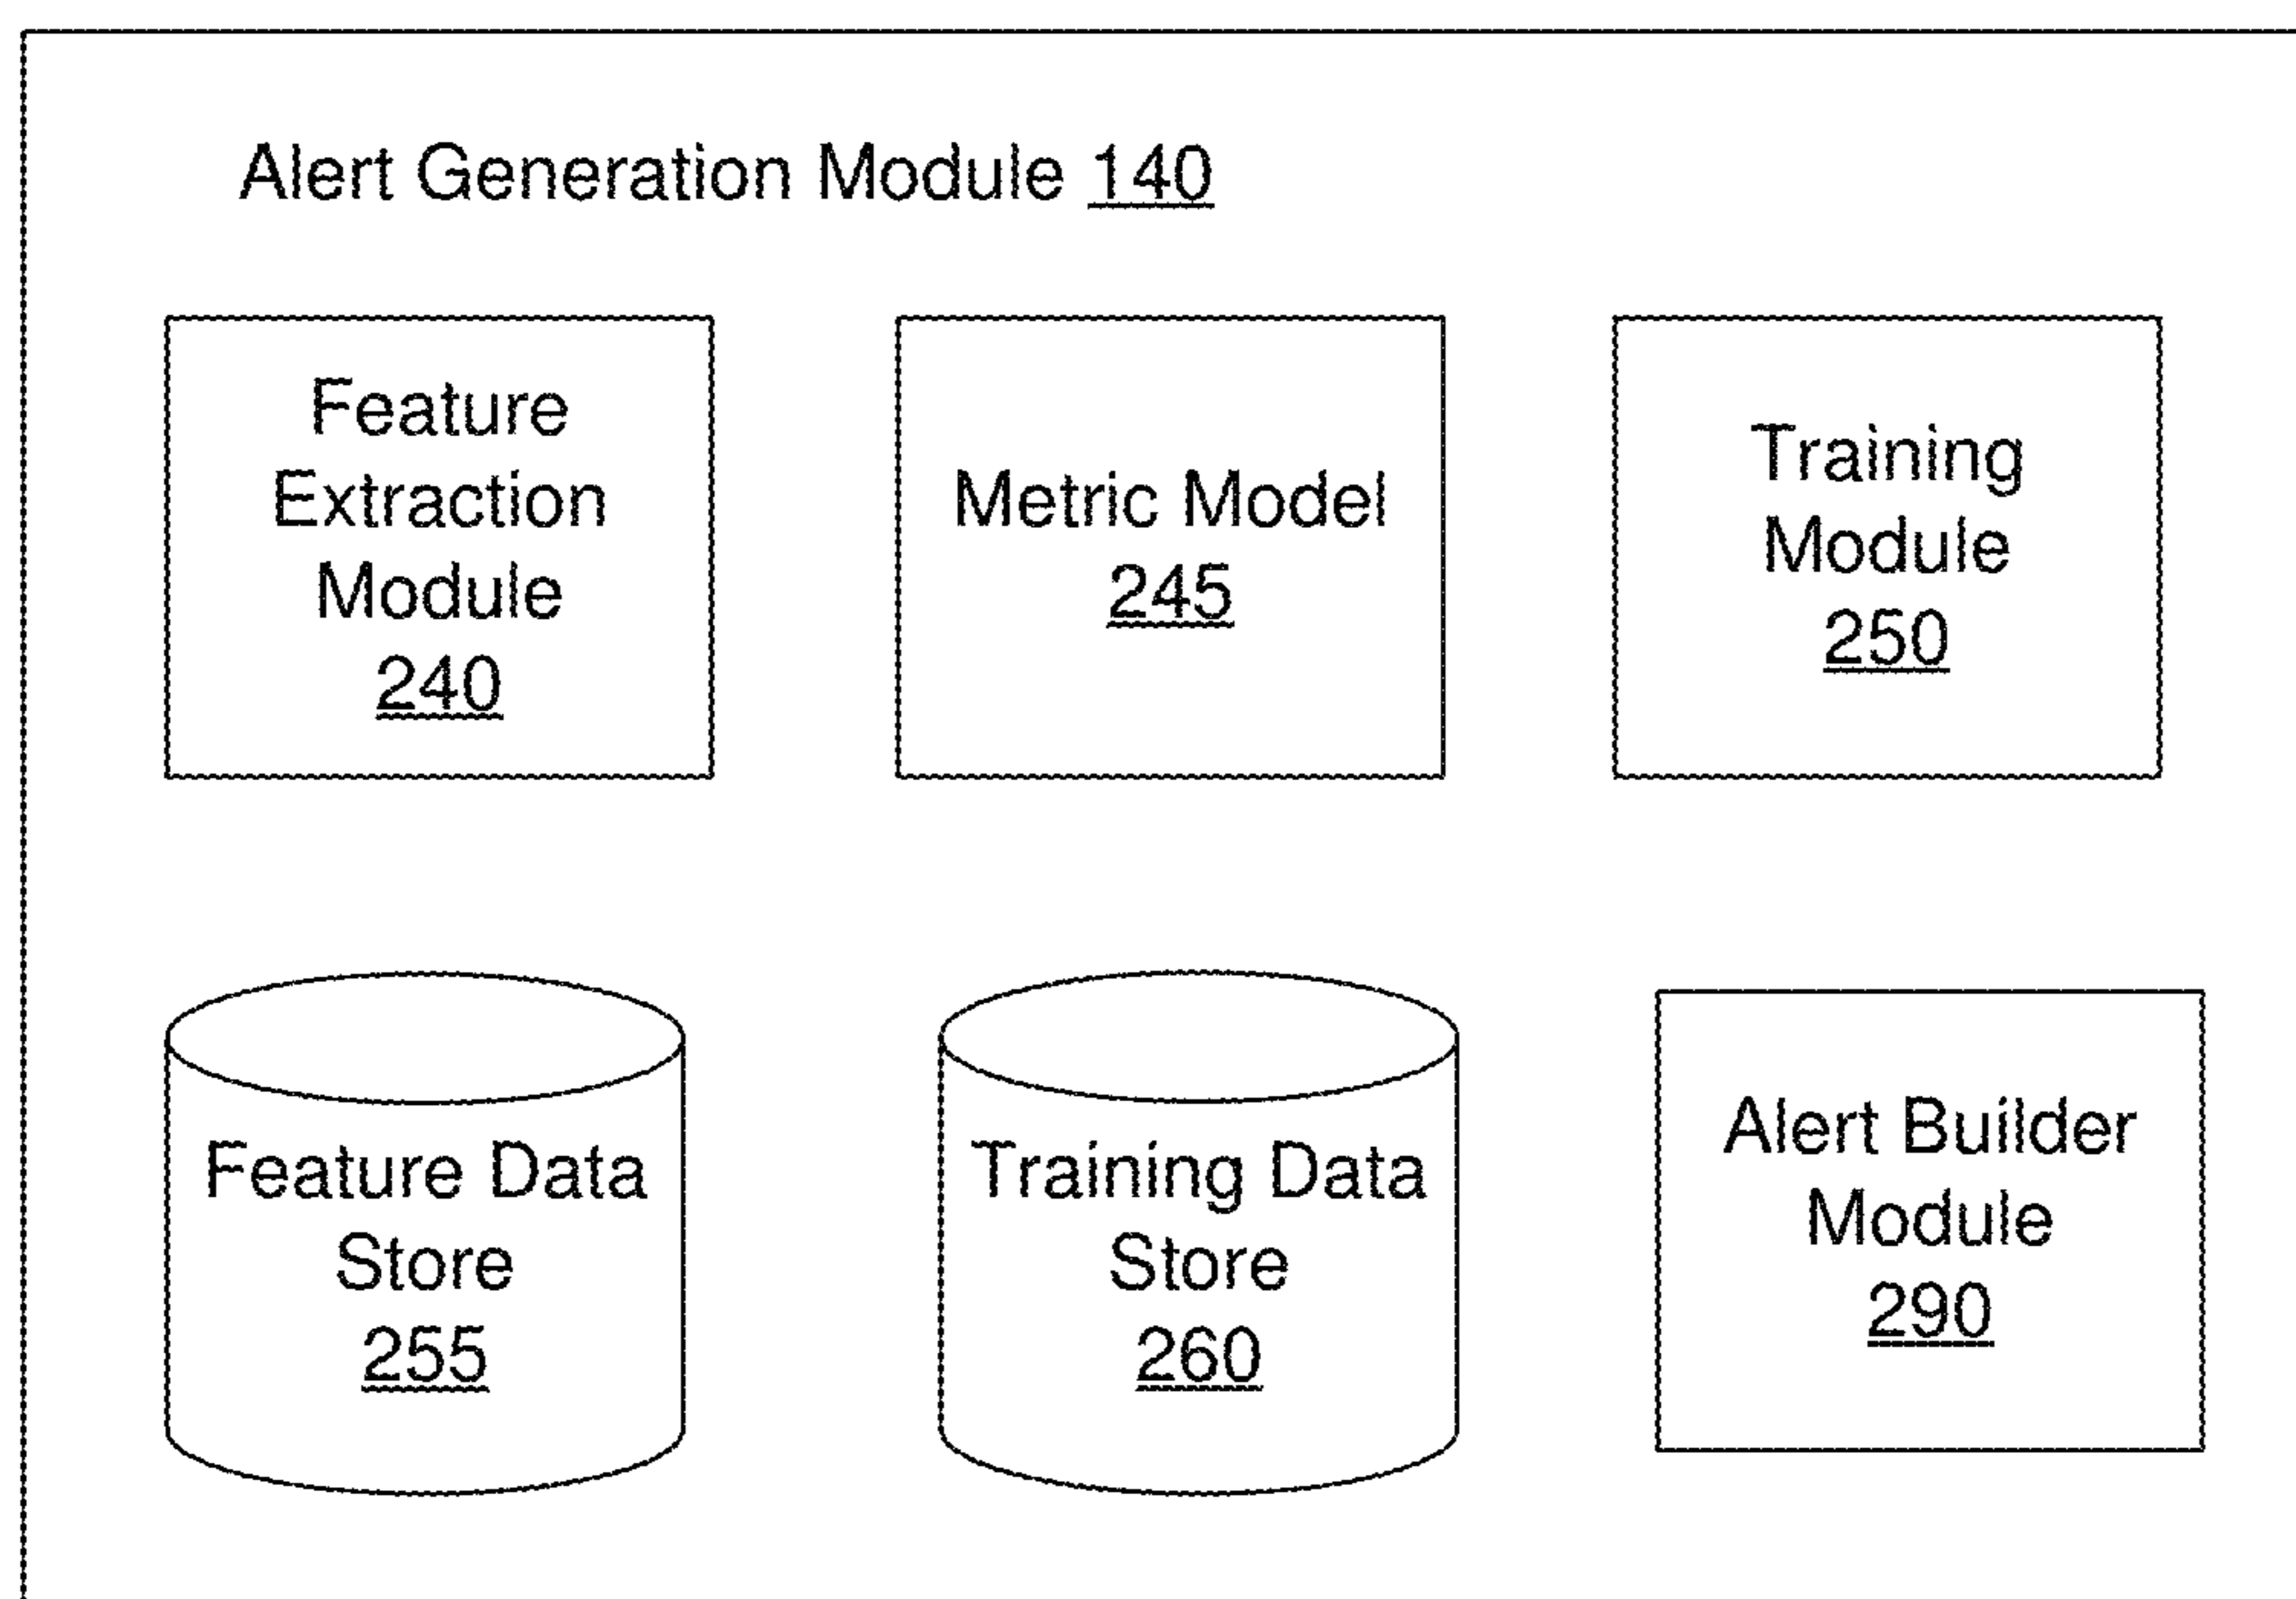 Alert Generation Module 140
Feature
Extraction
Module
240
Metric Model
245
Training
Module
250
Feature Data
Store
255
Training Data
Store
260
Alert Builder
Module
290